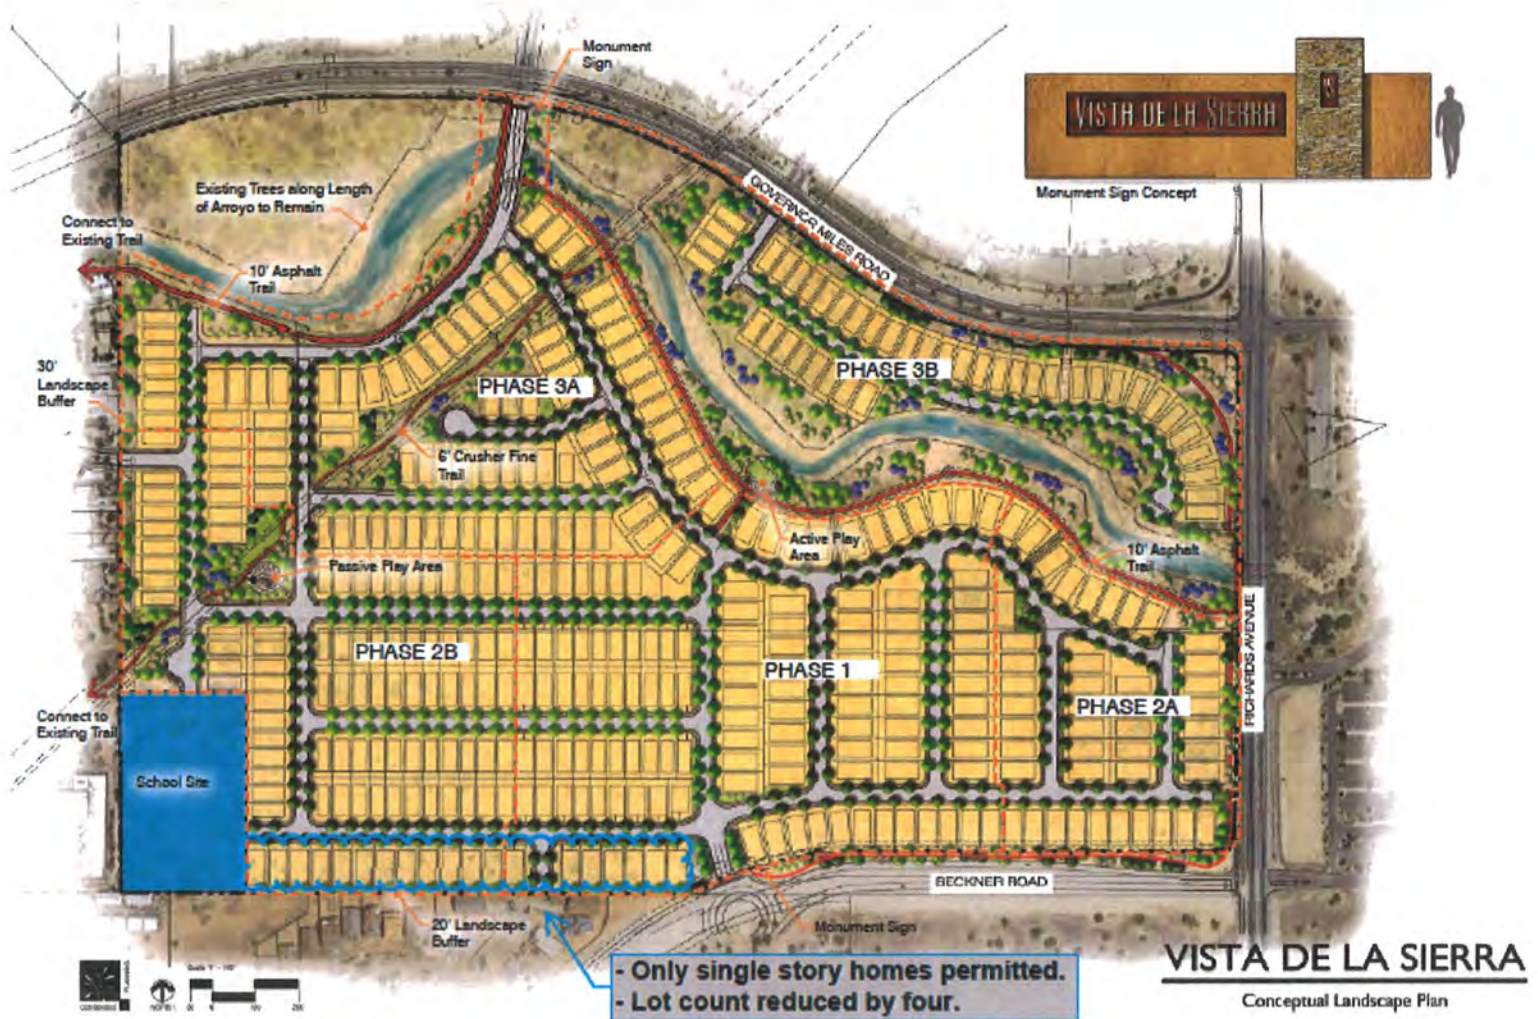 Monument
Sign
VISTA DE LA SIERRA
Monument Sign Concept
Existing Trees along Length
of Arroyo to Remain
GOVERNOR MILES ROAD
Connect to
Existing Trail
10' Asphalt
Trail
30'
Landscape
Buffer
PHASE 3A
PHASE 3B
6' Crusher Fine
Trail
Active Play
Area
10' Asphalt
Trail
Passive Play Area
RICHARDS AVENUE
PHASE 2B
PHASE 1
PHASE 2A
Connect to
Existing Trail
School Site
BECKNER ROAD
20' Landscape
Buffer
Monument Sign
- Only single story homes permitted.
- Lot count reduced by four.
VISTA DE LA SIERRA
Conceptual Landscape Plan
NORTH